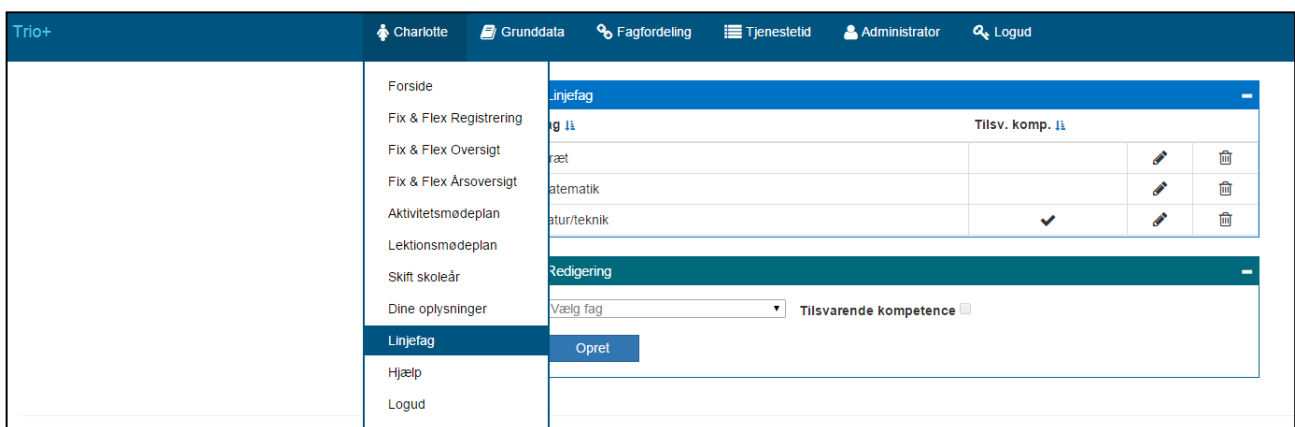 Trio+ Charlotte Grunddata Fagfordeling Tjenestetid Administrator Logud
Forside
Fix & Flex Registrering
Fix & Flex Oversigt
Fix & Flex Årsoversigt
Aktivitetsmødeplan
Lektionsmødeplan
Skift skoleår
Dine oplysninger
Linjefag
Hjælp
Logud
Linjefag
ag Tilsv. komp.
ræt
atematik
atur/teknik
Redigering
Vælg fag Tilsvarende kompetence
Opret